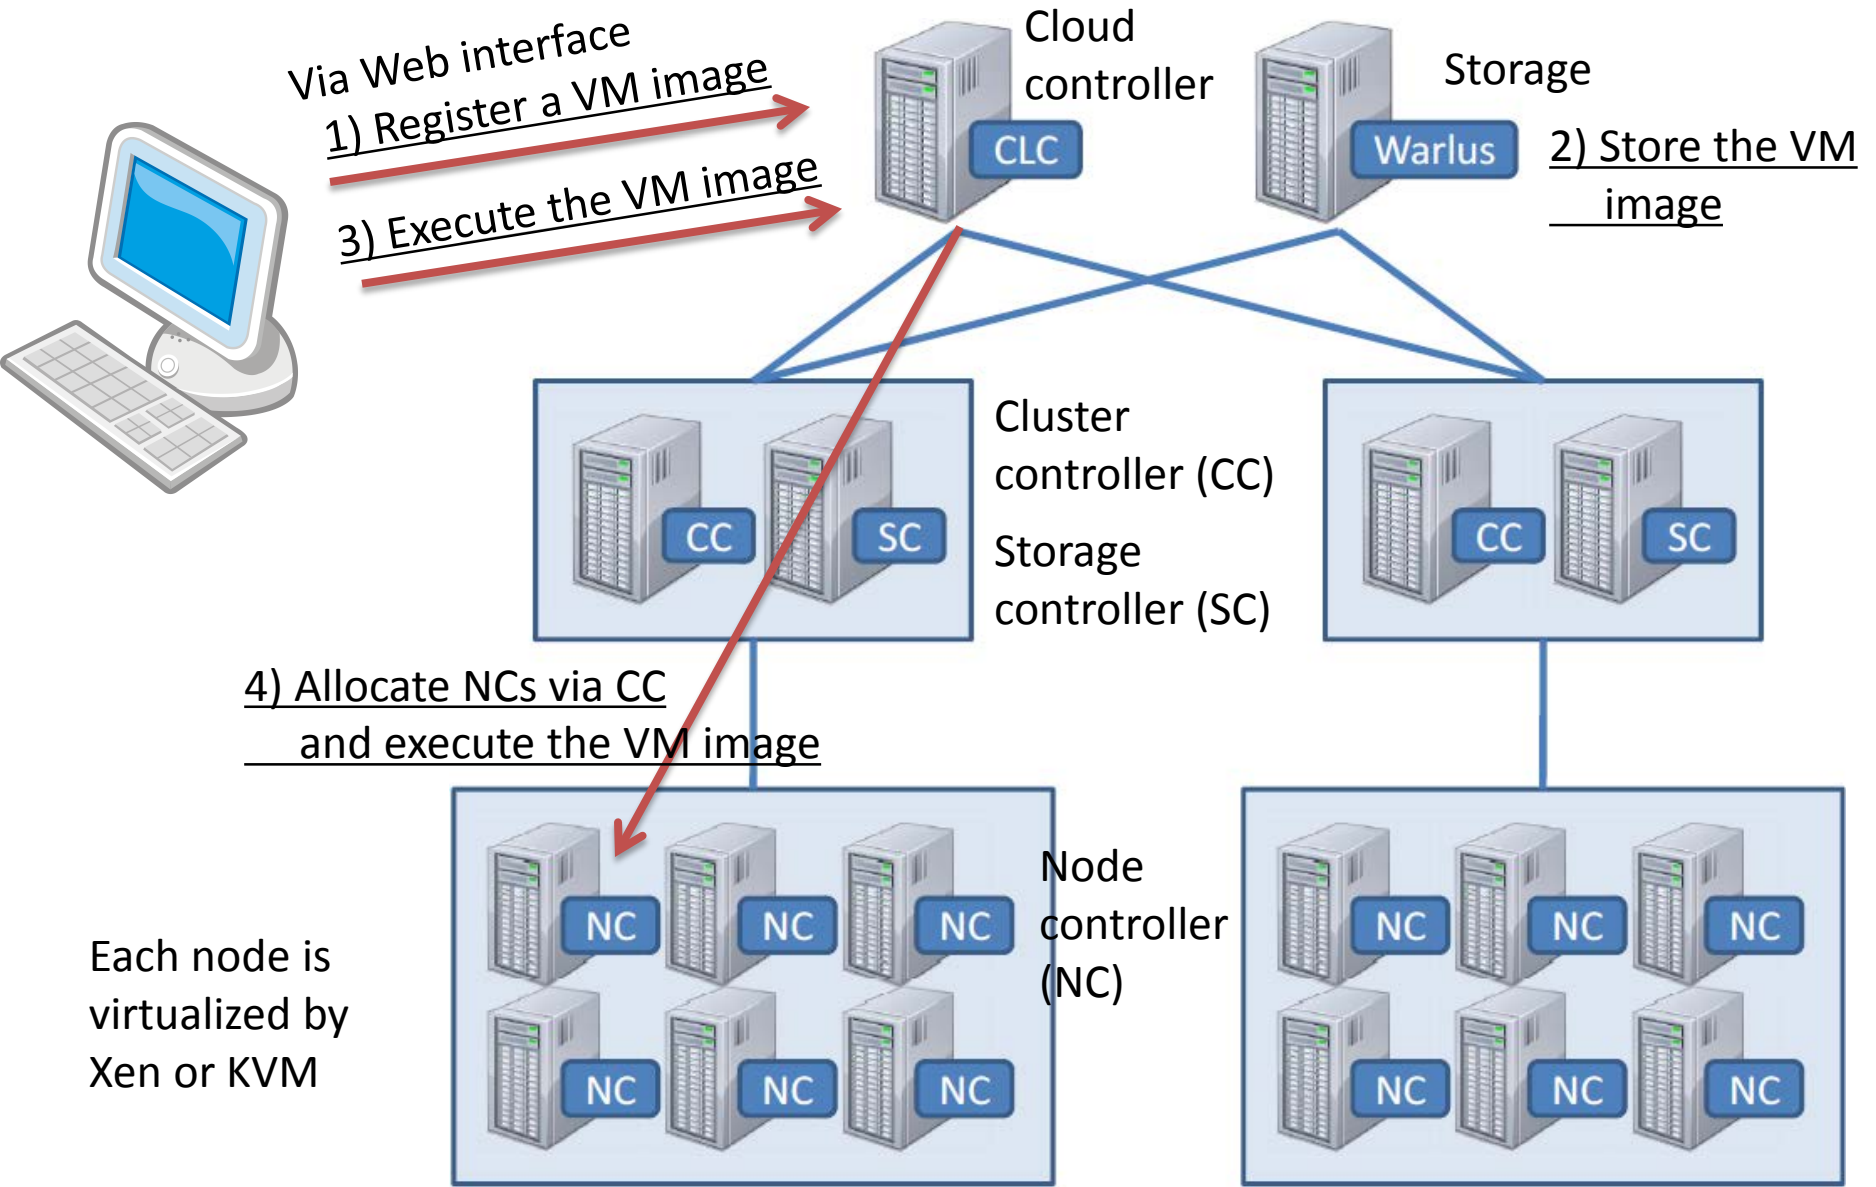 Via Web interface
1) Register a VM image
3) Execute the VM image
Cloud
controller
CLC
Storage
Warlus
2) Store the VM
image
CC
SC
Cluster
controller (CC)
Storage
controller (SC)
CC
SC
4) Allocate NCs via CC
and execute the VM image
NC
NC
NC
NC
NC
NC
Node
controller
(NC)
NC
NC
NC
NC
NC
NC
Each node is
virtualized by
Xen or KVM